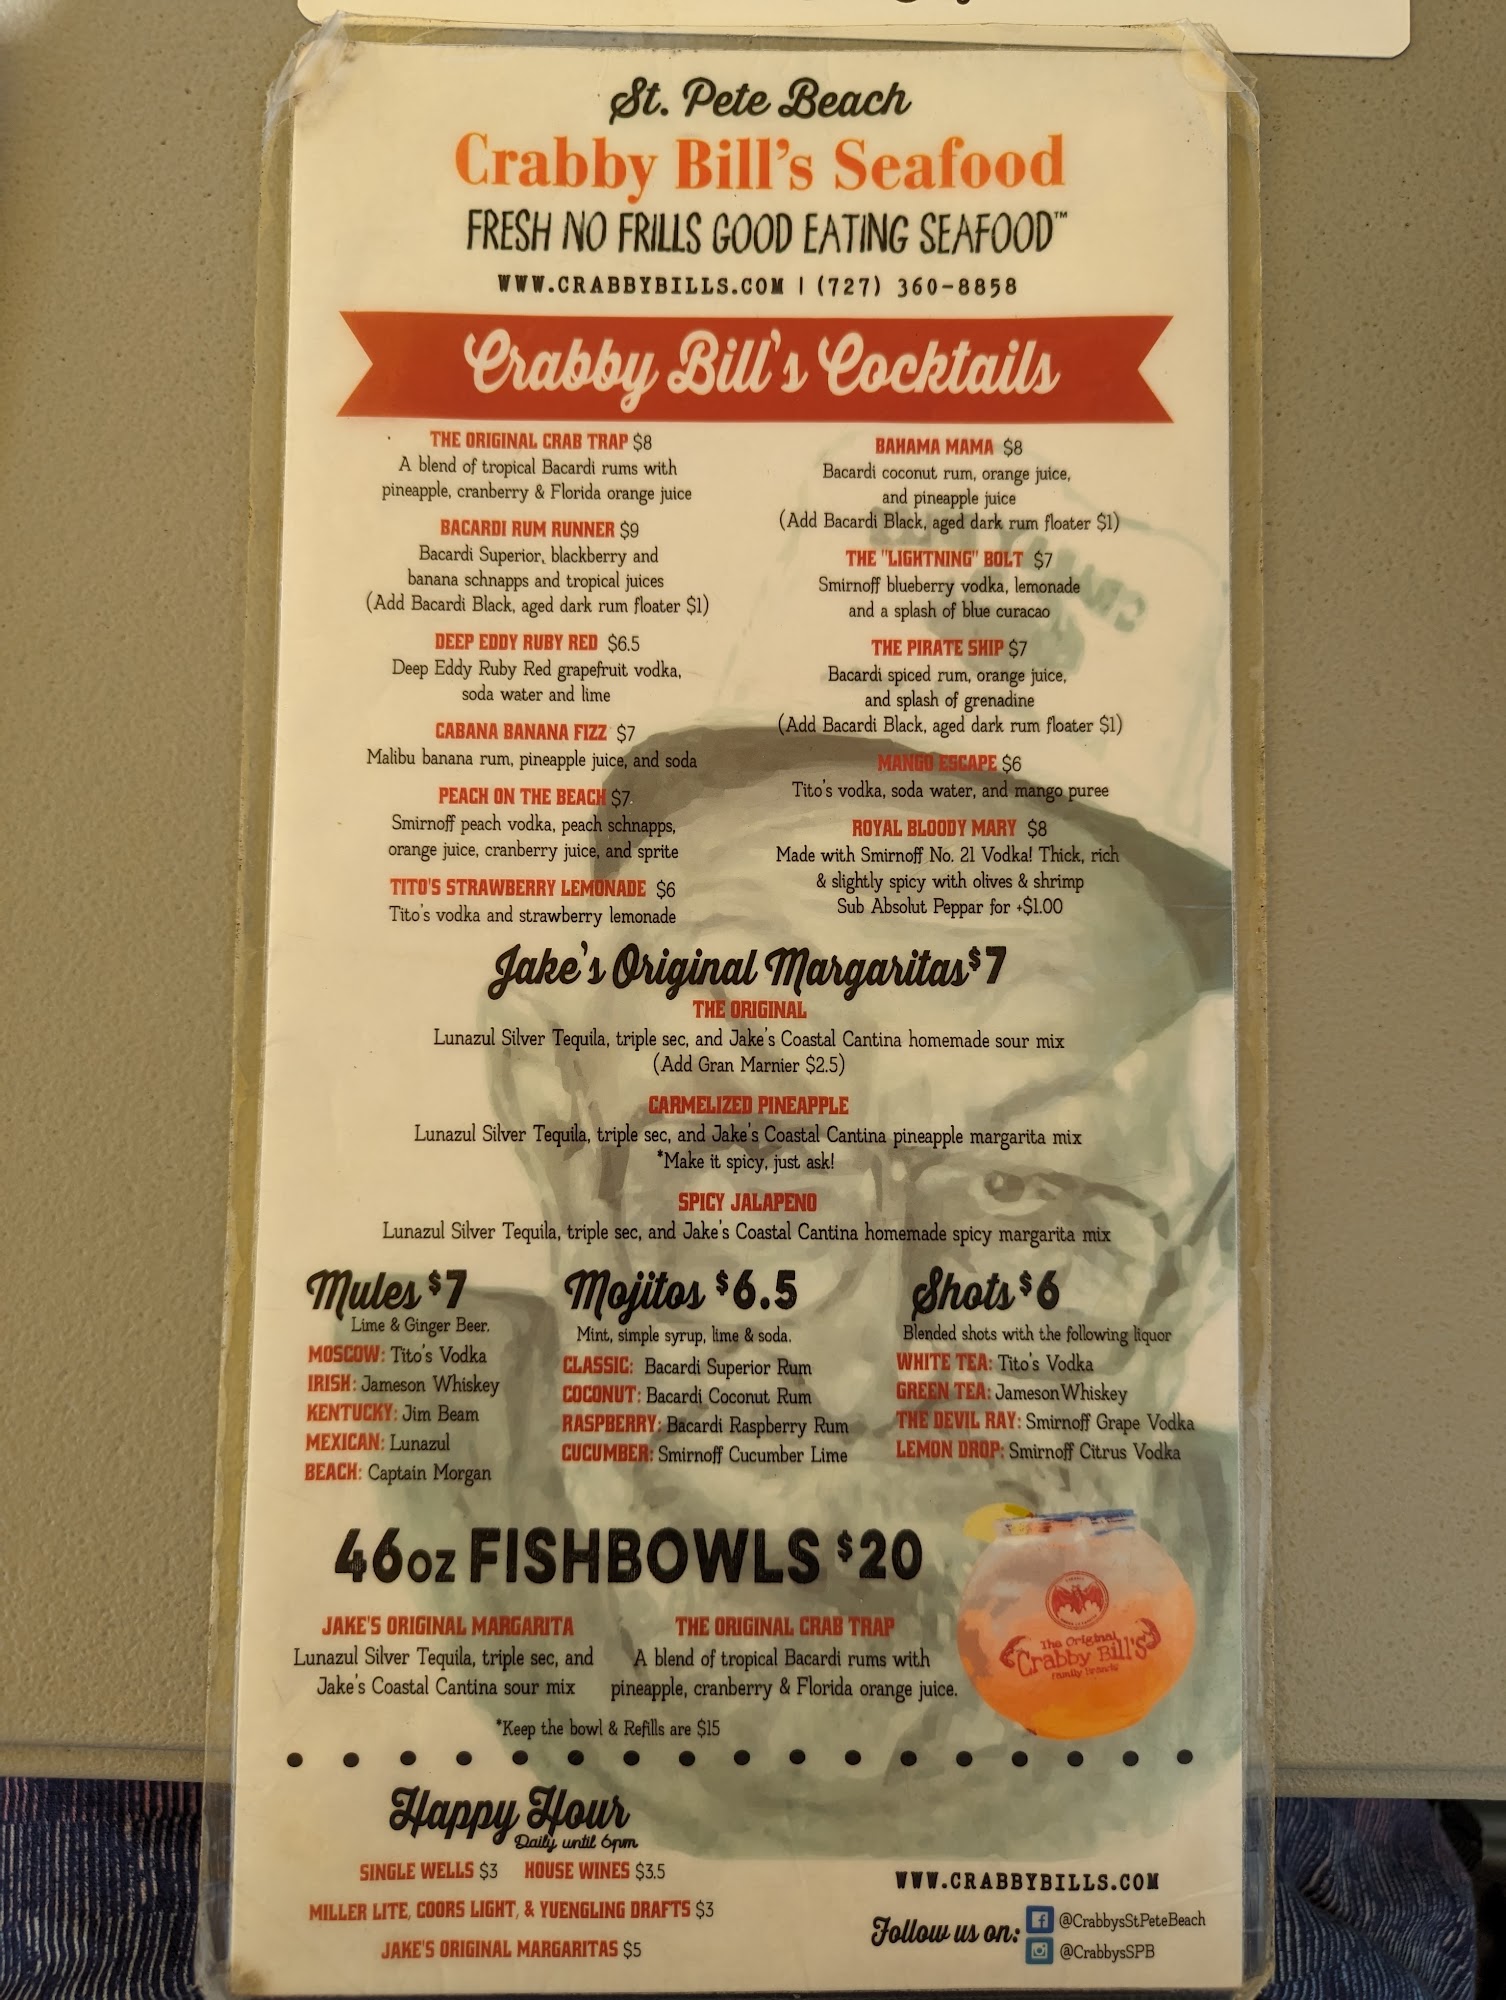 St. Pete Beach
Crabby Bill's Seafood
FRESH NO FRILLS GOOD EATING SEAFOOD™
WWW.CRABBYBILLS.COM | (727) 360-8858
Crabby Bill's Cocktails
THE ORIGINAL CRAB TRAP $8
A blend of tropical Bacardi rums with
pineapple, cranberry & Florida orange juice
BACARDI RUM RUNNER $9
Bacardi Superior, blackberry and
banana schnapps and tropical juices
(Add Bacardi Black, aged dark rum floater $1)
DEEP EDDY RUBY RED $6.5
Deep Eddy Ruby Red grapefruit vodka,
soda water and lime
CABANA BANANA FIZZ $7
Malibu banana rum, pineapple juice, and soda
PEACH ON THE BEACH $7
Smirnoff peach vodka, peach schnapps,
orange juice, cranberry juice, and sprite
TITO'S STRAWBERRY LEMONADE $6
Tito's vodka and strawberry lemonade
BAHAMA MAMA $8
Bacardi coconut rum, orange juice,
and pineapple juice
(Add Bacardi Black, aged dark rum floater $1)
THE "LIGHTNING" BOLT $7
Smirnoff blueberry vodka, lemonade
and a splash of blue curacao
THE PIRATE SHIP $7
Bacardi spiced rum, orange juice,
and splash of grenadine
(Add Bacardi Black, aged dark rum floater $1)
MANGO ESCAPE $6
Tito's vodka, soda water, and mango puree
ROYAL BLOODY MARY $8
Made with Smirnoff No. 21 Vodka! Thick, rich
& slightly spicy with olives & shrimp
Sub Absolut Peppar for +$1.00
Jake's Original Margaritas $7
THE ORIGINAL
Lunazul Silver Tequila, triple sec, and Jake's Coastal Cantina homemade sour mix
(Add Gran Marnier $2.5)
CARMELIZED PINEAPPLE
Lunazul Silver Tequila, triple sec, and Jake's Coastal Cantina pineapple margarita mix
*Make it spicy, just ask!
SPICY JALAPENO
Lunazul Silver Tequila, triple sec, and Jake's Coastal Cantina homemade spicy margarita mix
Mules $7
Lime & Ginger Beer.
MOSCOW: Tito's Vodka
IRISH: Jameson Whiskey
KENTUCKY: Jim Beam
MEXICAN: Lunazul
BEACH: Captain Morgan
Mojitos $6.5
Mint, simple syrup, lime & soda.
CLASSIC: Bacardi Superior Rum
COCONUT: Bacardi Coconut Rum
RASPBERRY: Bacardi Raspberry Rum
CUCUMBER: Smirnoff Cucumber Lime
Shots $6
Blended shots with the following liquor
WHITE TEA: Tito's Vodka
GREEN TEA: Jameson Whiskey
THE DEVIL RAY: Smirnoff Grape Vodka
LEMON DROP: Smirnoff Citrus Vodka
46oz FISHBOWLS $20
JAKE'S ORIGINAL MARGARITA
Lunazul Silver Tequila, triple sec, and
Jake's Coastal Cantina sour mix
THE ORIGINAL CRAB TRAP
A blend of tropical Bacardi rums with
pineapple, cranberry & Florida orange juice.
The Original
Crabby Bill's
Family Brands
*Keep the bowl & Refills are $15
Happy Hour
Daily until 6pm
SINGLE WELLS $3 HOUSE WINES $3.5
MILLER LITE, COORS LIGHT, & YUENGLING DRAFTS $3
JAKE'S ORIGINAL MARGARITAS $5
WWW.CRABBYBILLS.COM
Follow us on:
@CrabbysStPeteBeach
@CrabbysSPB